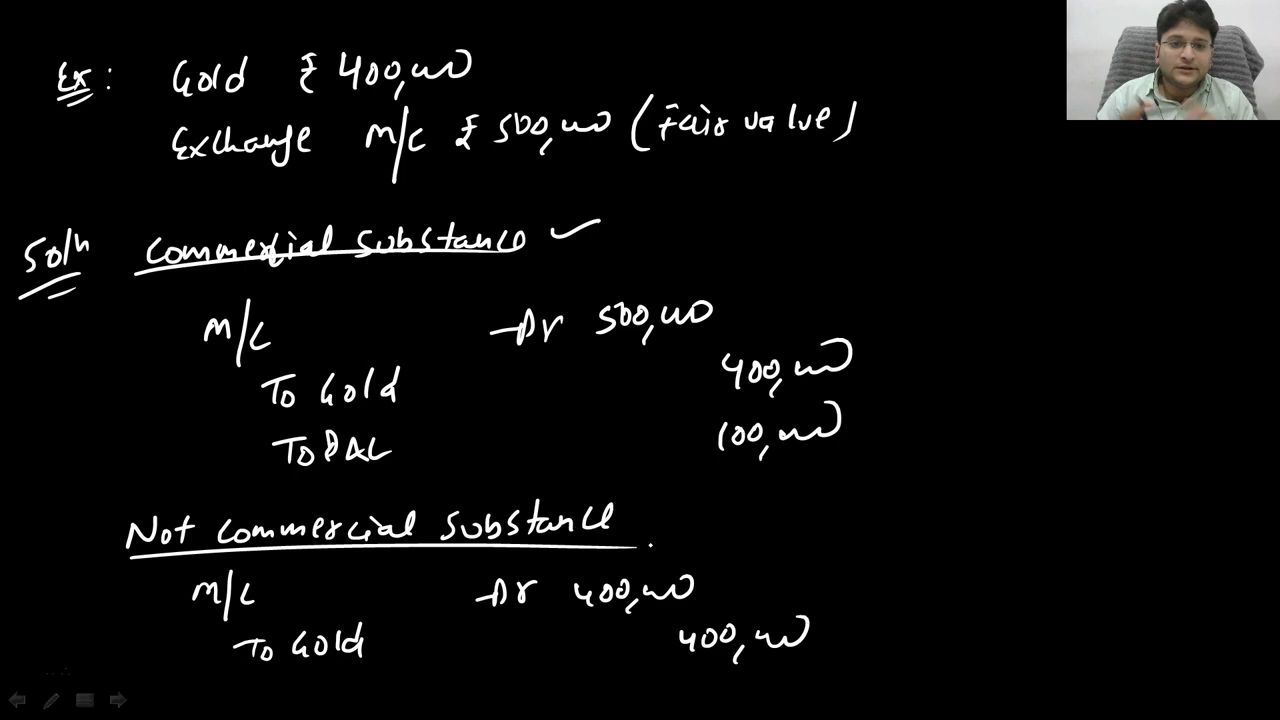 Ex: Gold ₹ 400,000
Exchange M/C ₹ 500,000 (Fair value)
Soln Commercial substance ✓
M/C Dr 500,000
To Gold 400,000
To P&L 100,000
Not commercial substance
M/C Dr 400,000
To Gold 400,000